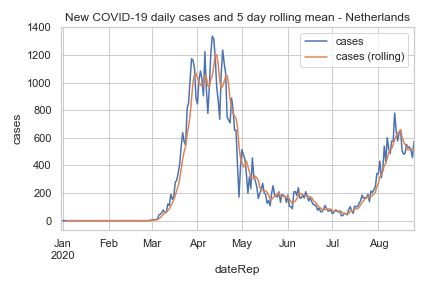 New COVID-19 daily cases and 5 day rolling mean - Netherlands
1400
1200
1000
800
600
400
200
0
cases
cases
cases (rolling)
Jan
2020
Feb
Mar
Apr
May
Jun
Jul
Aug
dateRep